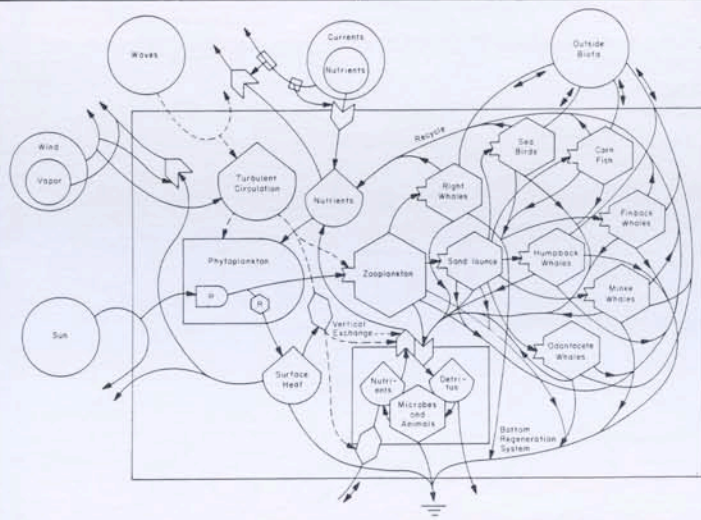 Waves
Currents
Nutrients
Outside
Biota
Wind
Vapor
Turbulent
Circulation
Nutrients
Recycle
Right
Whales
Sea
Birds
Carn
Fish
Finback
Whales
Phytoplankton
Zooplankton
Sand launce
Humpback
Whales
Minke
Whales
H
R
Sun
Vertical
Exchange
Odontocete
Whales
Surface
Heat
Nutri-
ents
Detri-
tus
Microbes
and
Animals
Bottom
Regeneration
System